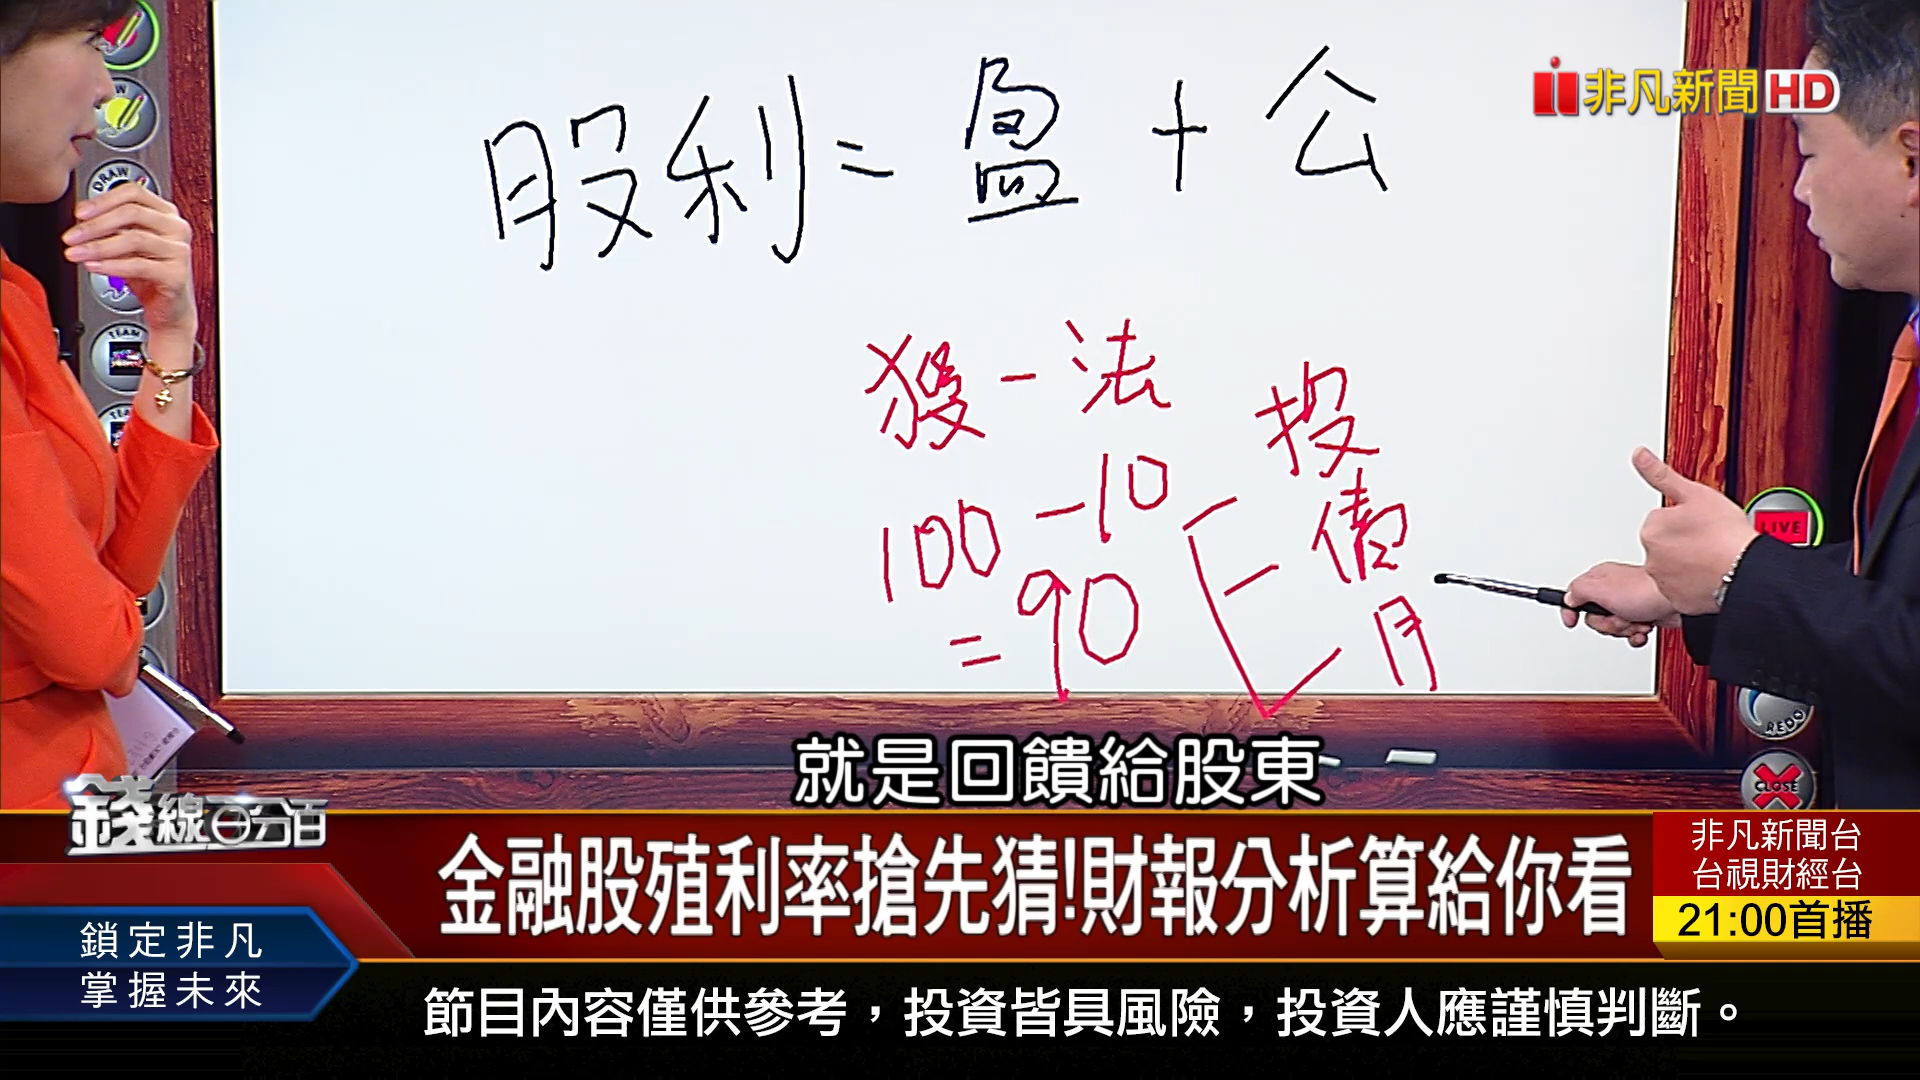 非凡新聞HD
股利=盈+公
獲-法
100-10
=90
投
債
月
DRAW
TEAM
LIVE
REDO
CLOSE
就是回饋給股東
錢線百分百
金融股殖利率搶先猜!財報分析算給你看
非凡新聞台
台視財經台
21:00首播
鎖定非凡
掌握未來
節目內容僅供參考，投資皆具風險，投資人應謹慎判斷。